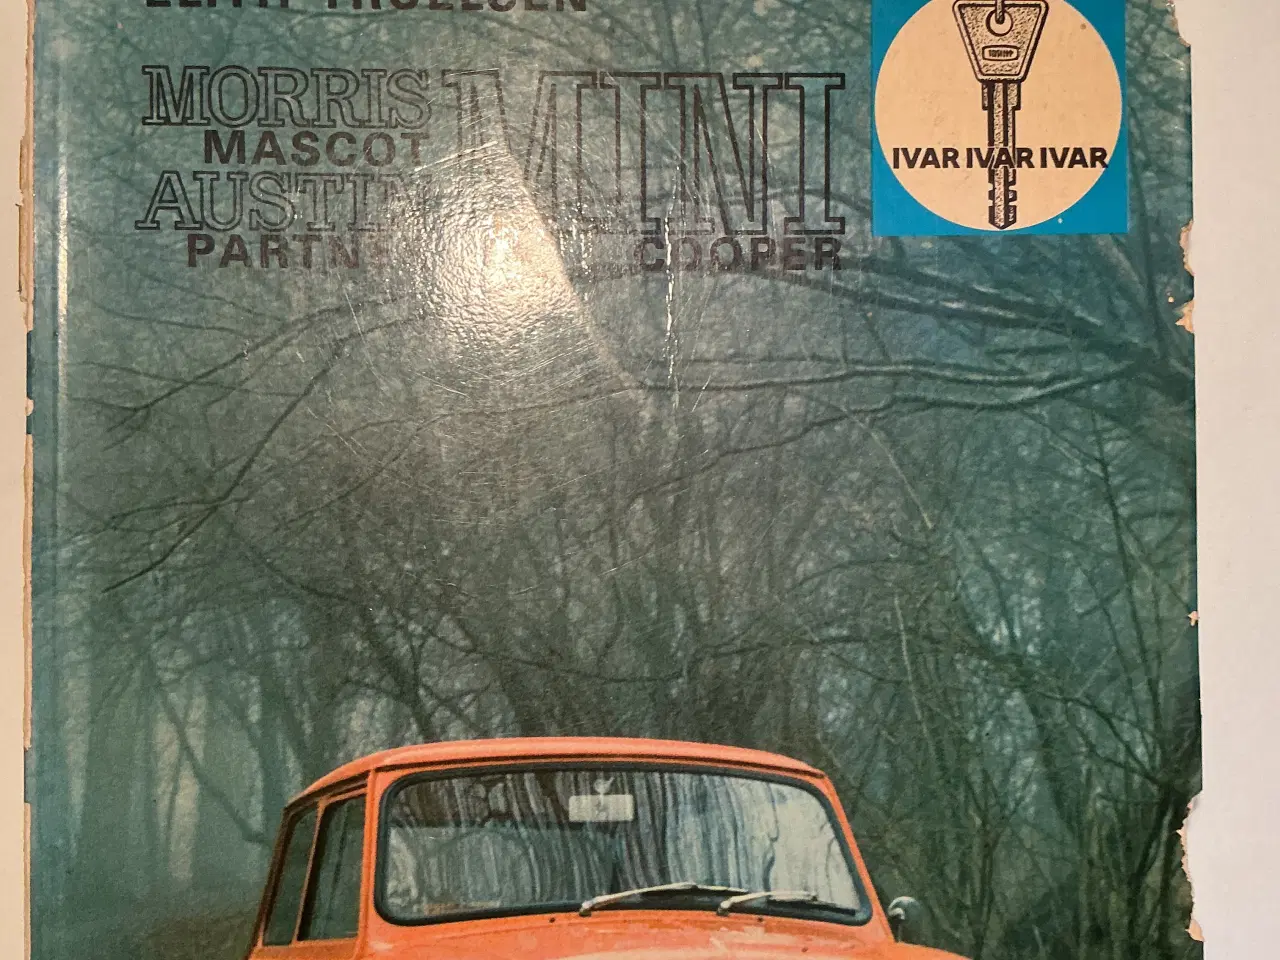 MORRIS MINI
MASCOT
AUSTIN
COOPER
IVAR IVAR IVAR